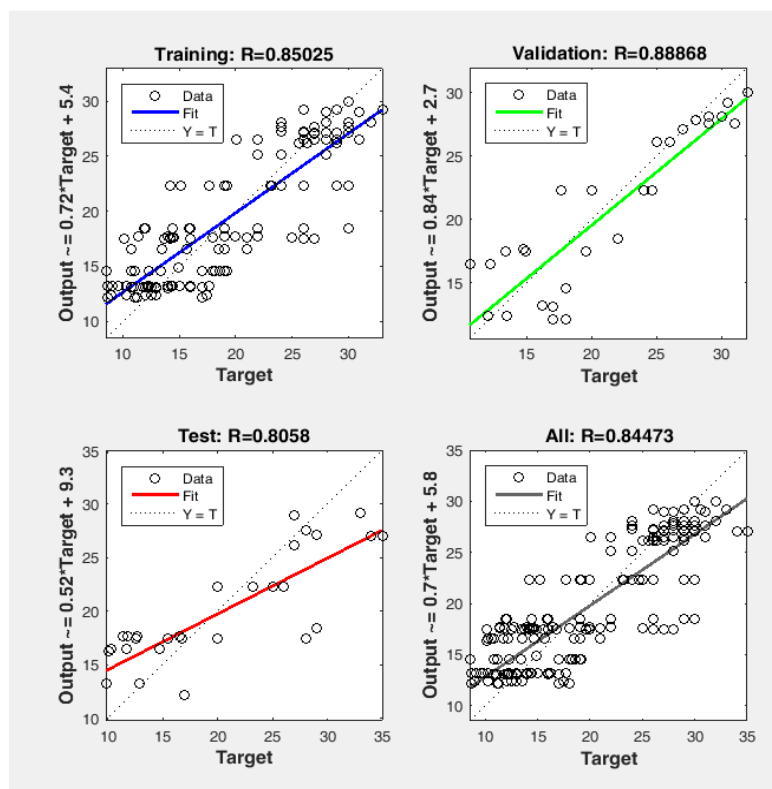 Training: R=0.85025
Output ~= 0.72*Target + 5.4
30
25
20
15
10
Data
Fit
Y = T
10
15
20
25
30
Target
Validation: R=0.88868
Output ~= 0.84*Target + 2.7
30
25
20
15
Data
Fit
Y = T
15
20
25
30
Target
Test: R=0.8058
Output ~= 0.52*Target + 9.3
35
30
25
20
15
10
Data
Fit
Y = T
10
15
20
25
30
35
Target
All: R=0.84473
Output ~= 0.7*Target + 5.8
35
30
25
20
15
10
Data
Fit
Y = T
10
15
20
25
30
35
Target